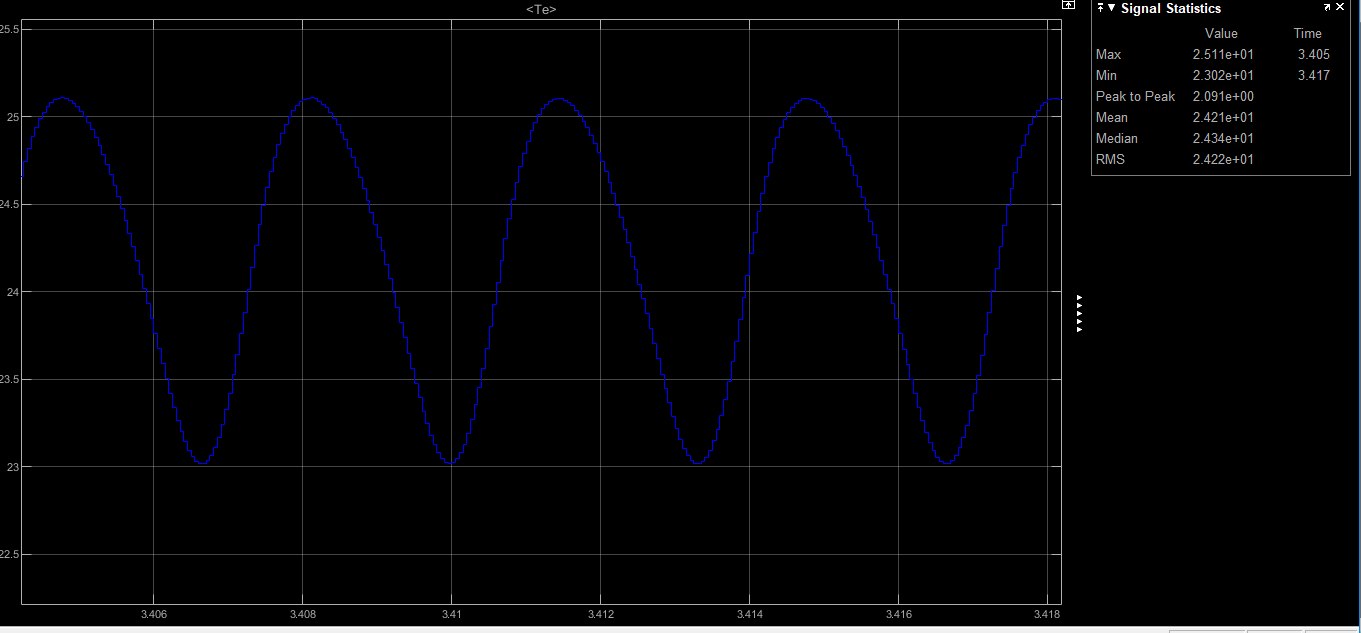 <Te>
25.5
25
24.5
24
23.5
23
22.5
3.406 3.408 3.41 3.412 3.414 3.416 3.418
Signal Statistics
Value Time
Max 2.511e+01 3.405
Min 2.302e+01 3.417
Peak to Peak 2.091e+00
Mean 2.421e+01
Median 2.434e+01
RMS 2.422e+01